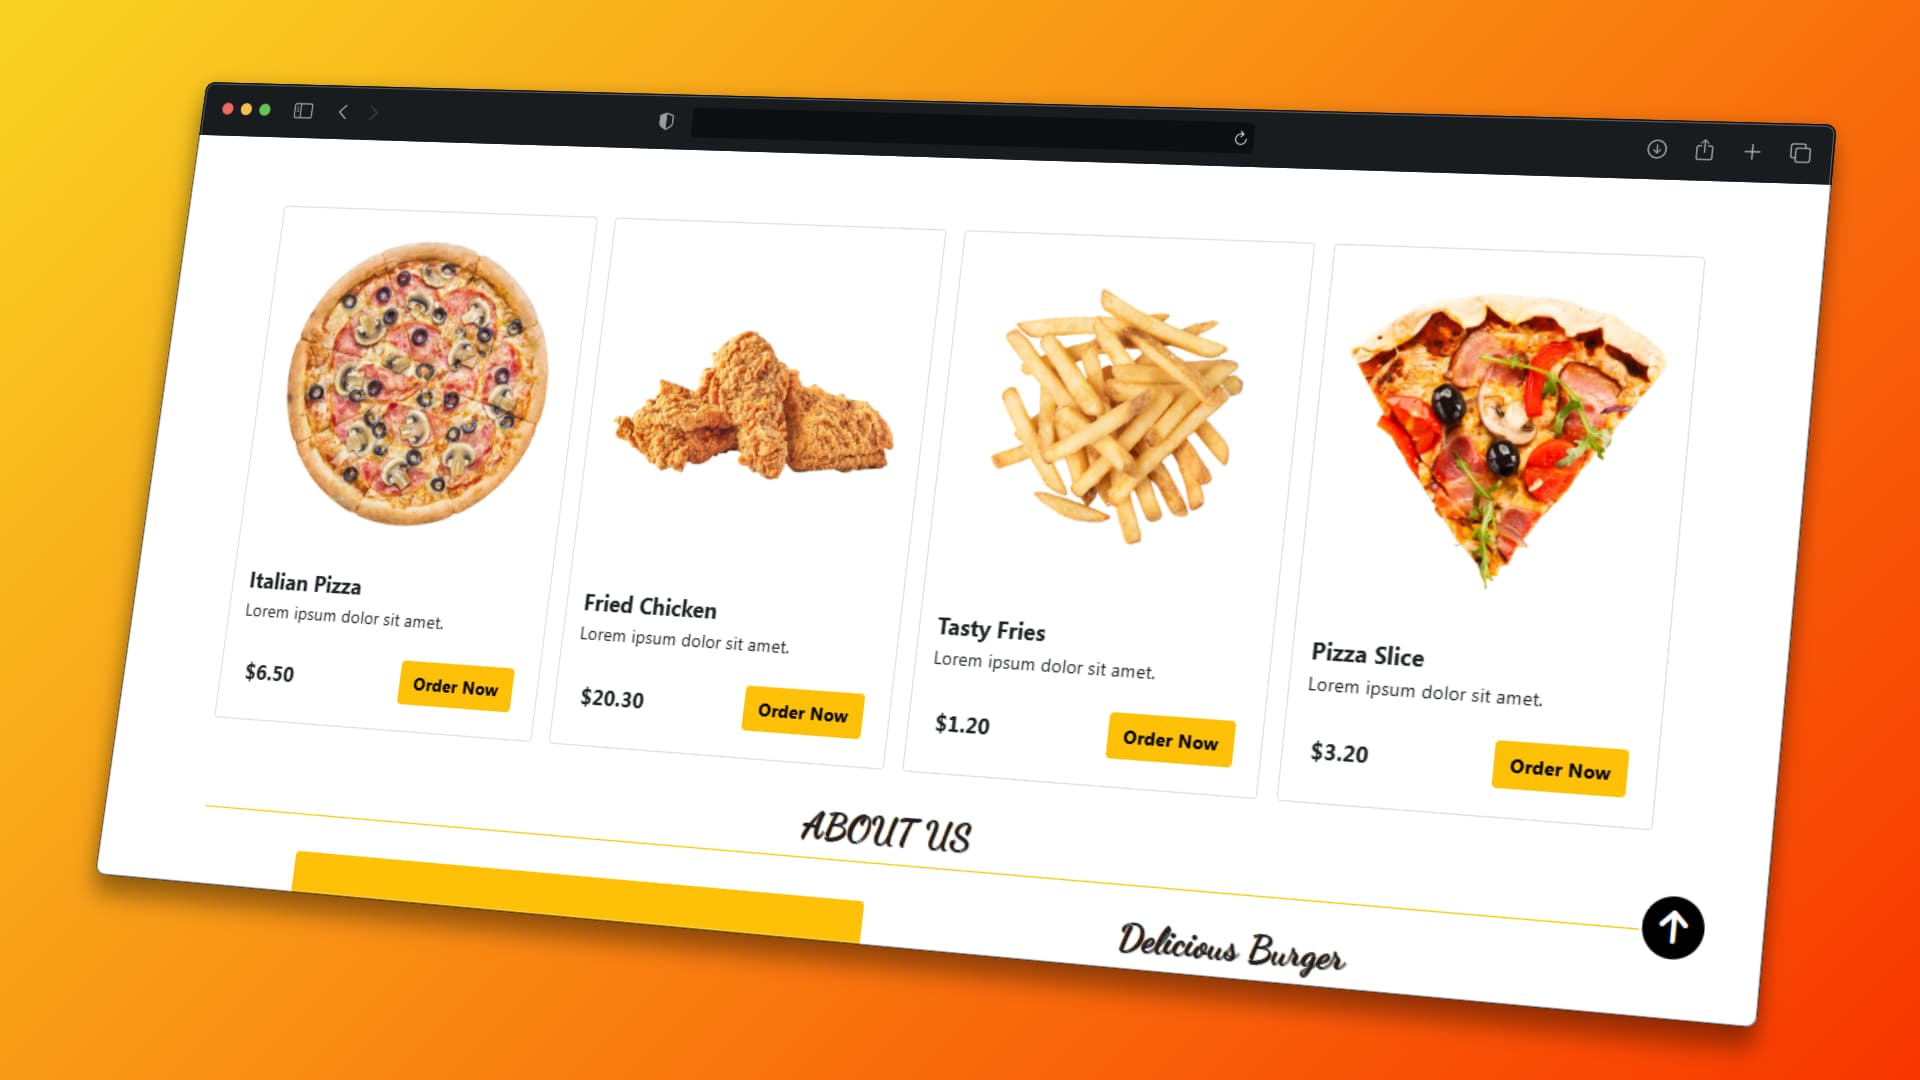 Italian Pizza
Lorem ipsum dolor sit amet.
$6.50
Order Now
Fried Chicken
Lorem ipsum dolor sit amet.
$20.30
Order Now
Tasty Fries
Lorem ipsum dolor sit amet.
$1.20
Order Now
Pizza Slice
Lorem ipsum dolor sit amet.
$3.20
Order Now
ABOUT US
Delicious Burger